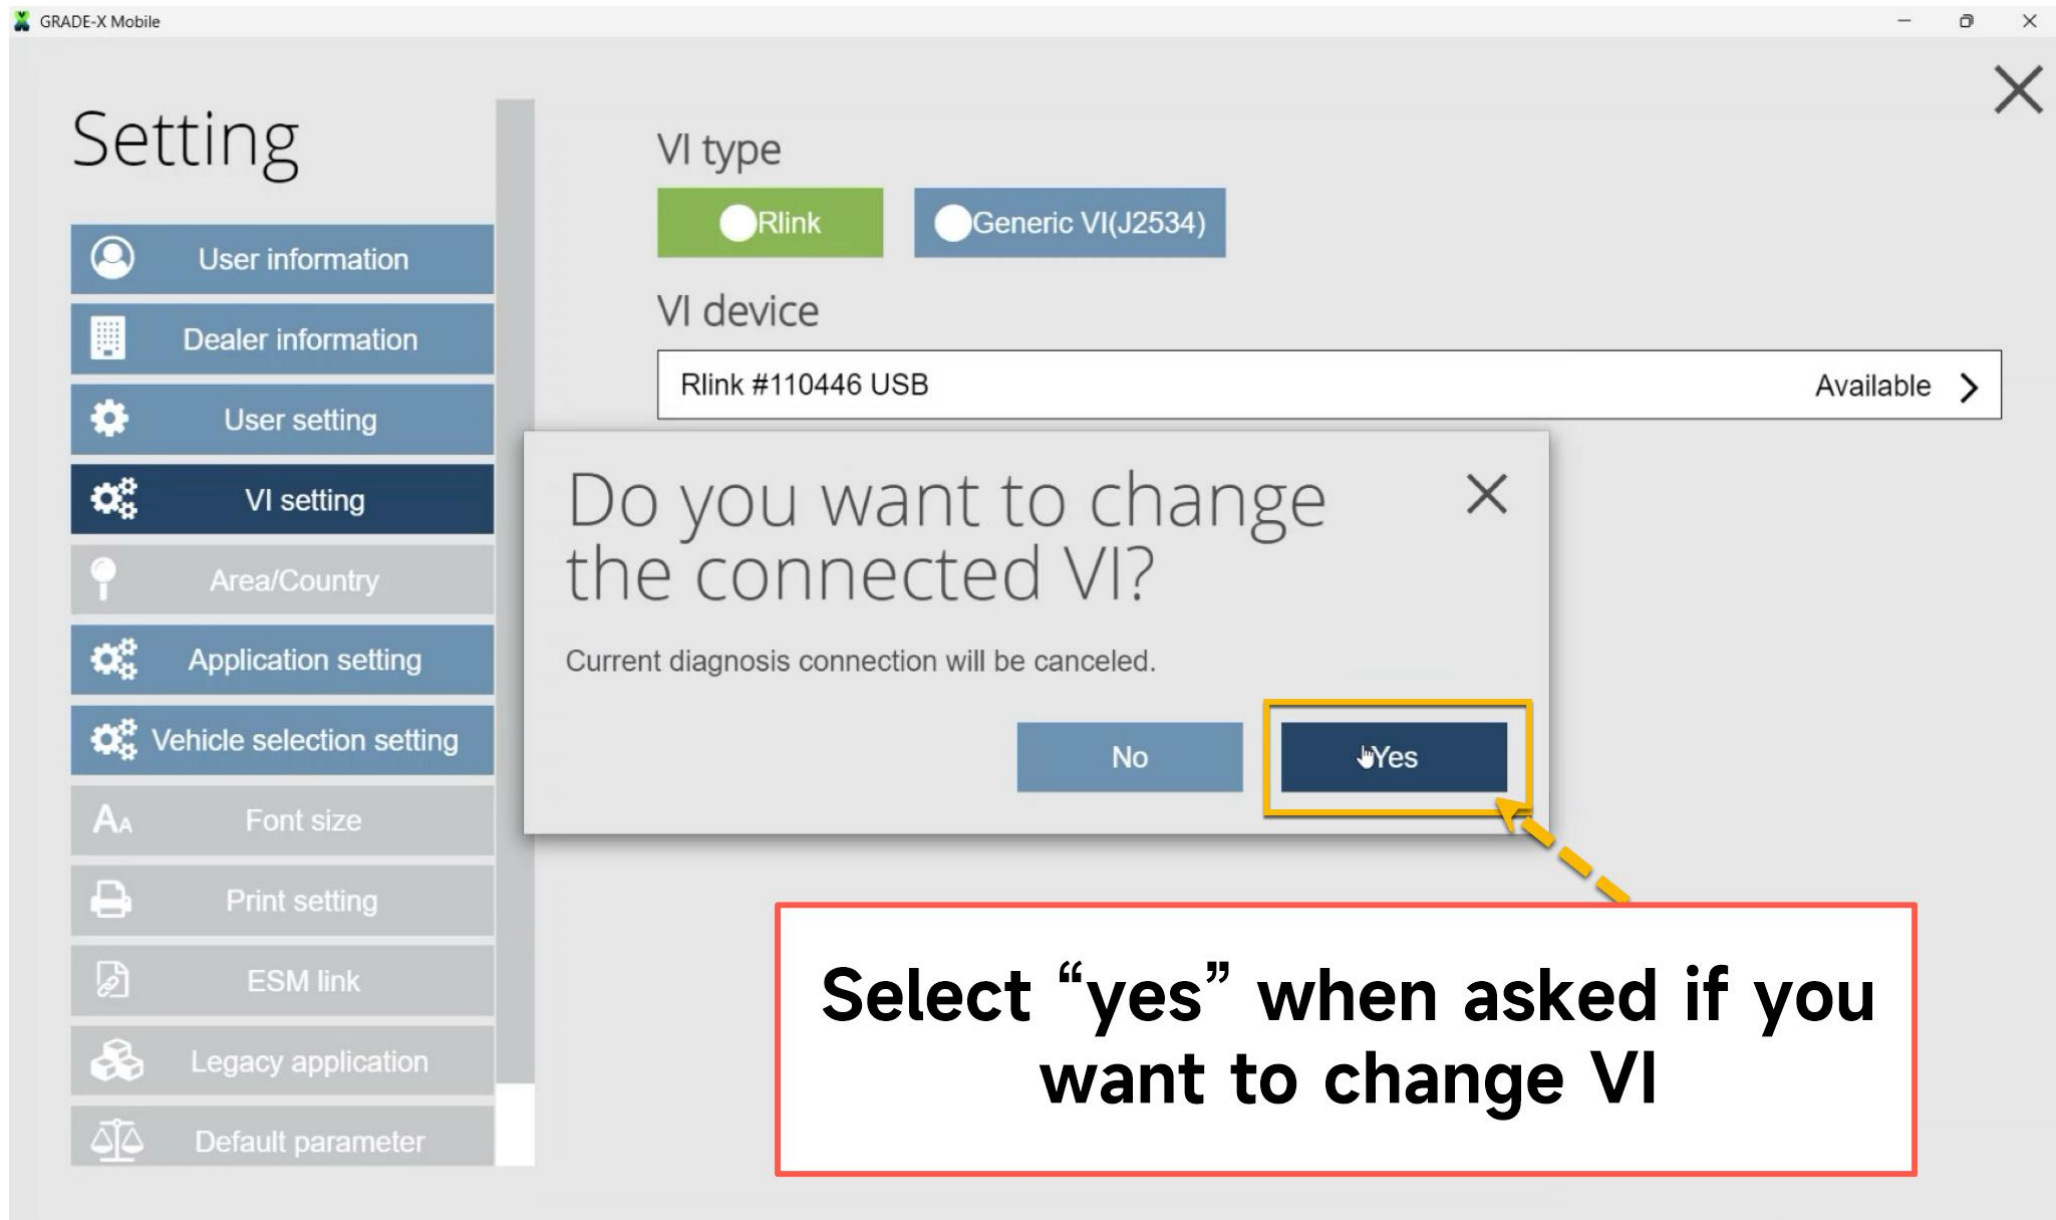 GRADE-X Mobile
Setting
User information
Dealer information
User setting
VI setting
Area/Country
Application setting
Vehicle selection setting
Font size
Print setting
ESM link
Legacy application
Default parameter
VI type
Rlink
Generic VI(J2534)
VI device
Rlink #110446 USB
Available
Do you want to change
the connected VI?
Current diagnosis connection will be canceled.
No
Yes
Select “yes” when asked if you
want to change VI